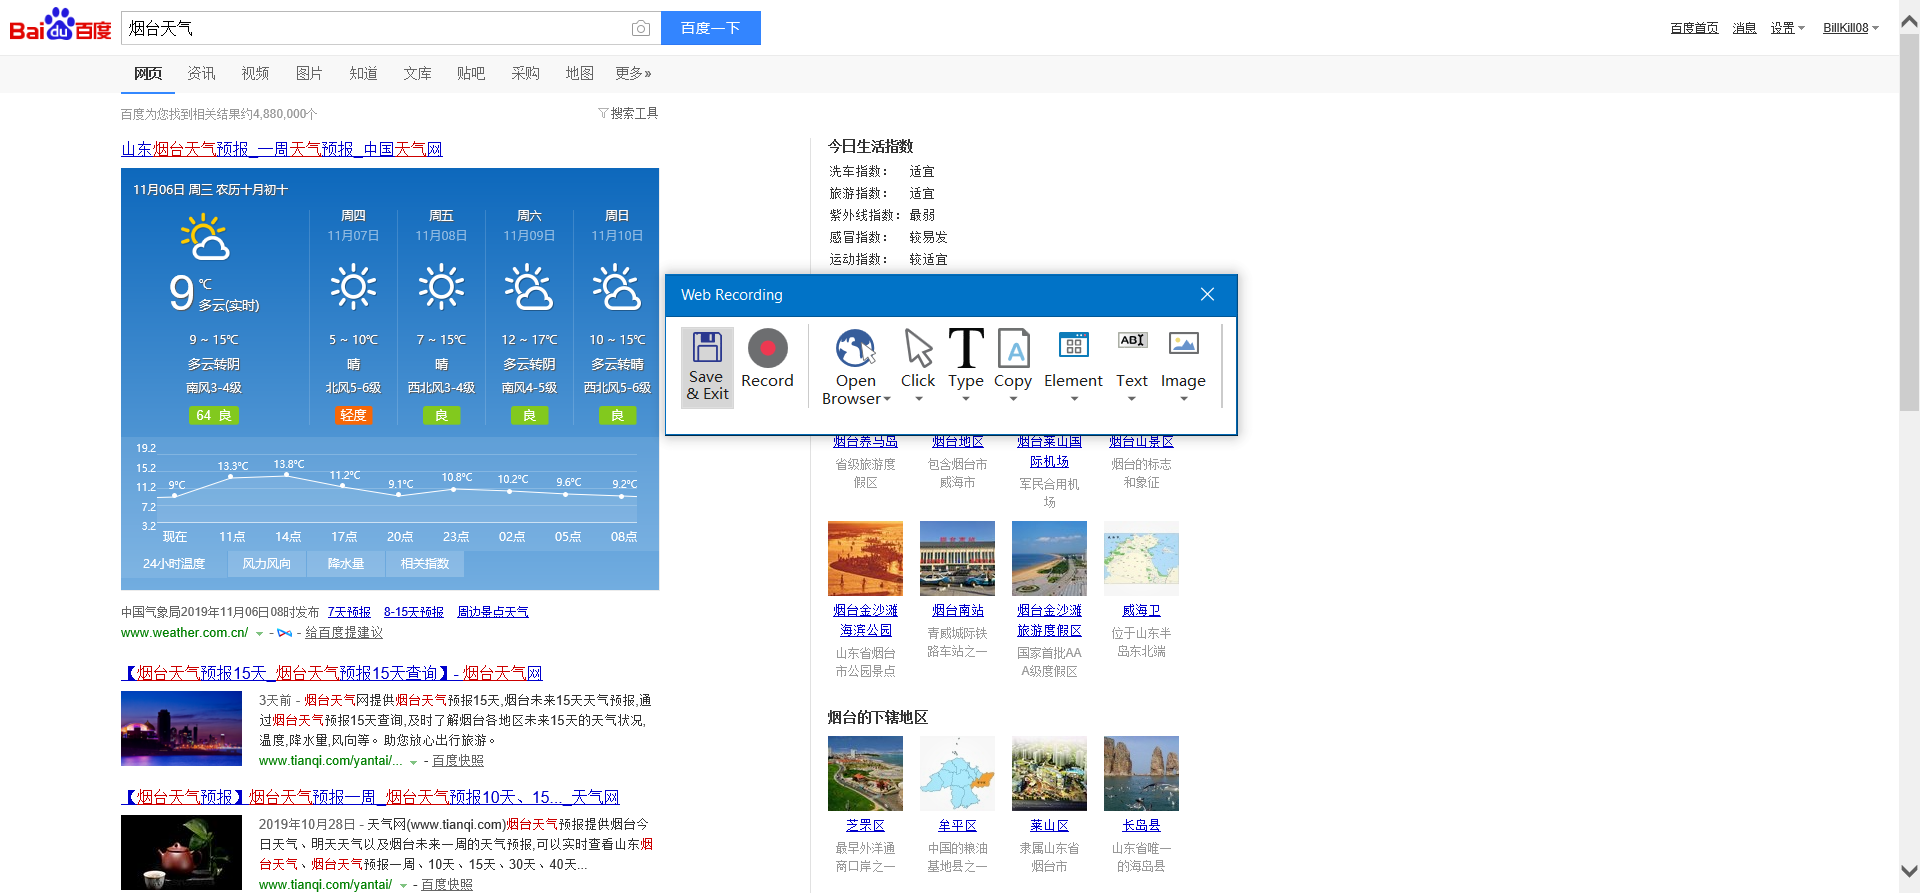 Bai du 百度
烟台天气
百度一下
百度首页 消息 设置 BillKill08
网页 资讯 视频 图片 知道 文库 贴吧 采购 地图 更多»
百度为您找到相关结果约4,880,000个
搜索工具
山东烟台天气预报_一周天气预报_中国天气网
11月06日 周三 农历十月初十
周四 周五 周六 周日
11月07日 11月08日 11月09日 11月10日
9 ℃
多云(实时)
9 ~ 15℃ 5 ~ 10℃ 7 ~ 15℃ 12 ~ 17℃ 10 ~ 15℃
多云转阴 晴 晴 多云转阴 多云转晴
南风3-4级 北风5-6级 西北风3-4级 南风4-5级 西北风5-6级
64 良 轻度 良 良 良
19.2
15.2
11.2
7.2
3.2
9℃ 13.3℃ 13.8℃ 11.2℃ 9.1℃ 10.8℃ 10.2℃ 9.6℃ 9.2℃
现在 11点 14点 17点 20点 23点 02点 05点 08点
24小时温度 风力风向 降水量 相关指数
中国气象局2019年11月06日08时发布 7天预报 8-15天预报 周边景点天气
www.weather.com.cn/ - - 给百度提建议
【烟台天气预报15天_烟台天气预报15天查询】- 烟台天气网
3天前 - 烟台天气网提供烟台天气预报15天,烟台未来15天天气预报,通
过烟台天气预报15天查询,及时了解烟台各地区未来15天的天气状况,
温度,降水量,风向等。助您放心出行旅游。
www.tianqi.com/yantai/... - 百度快照
【烟台天气预报】烟台天气预报一周_烟台天气预报10天、15..._天气网
2019年10月28日 - 天气网(www.tianqi.com)烟台天气预报提供烟台今
日天气、明天天气以及烟台未来一周的天气预报,可以实时查看山东烟
台天气、烟台天气预报一周、10天、15天、30天、40天...
www.tianqi.com/yantai/ - 百度快照
今日生活指数
洗车指数： 适宜
旅游指数： 适宜
紫外线指数： 最弱
感冒指数： 较易发
运动指数： 较适宜
Web Recording
Save
& Exit
Record
Open
Browser
Click
Type
Copy
Element
Text
Image
ABI
A
T
烟台养马岛 烟台地区 烟台莱山国 烟台山景区
际机场
省级旅游度 包含烟台市 烟台的标志
假区 威海市 军民合用机 和象征
场
烟台金沙滩 烟台南站 烟台金沙滩 威海卫
海滨公园 旅游度假区
青威城际铁 位于山东半
路车站之一 岛东北端
山东省烟台 国家首批AA
市公园景点 A级度假区
烟台的下辖地区
芝罘区 牟平区 莱山区 长岛县
最早外洋通 中国的粮油 隶属山东省 山东省唯一
商口岸之一 基地县之一 烟台市 的海岛县